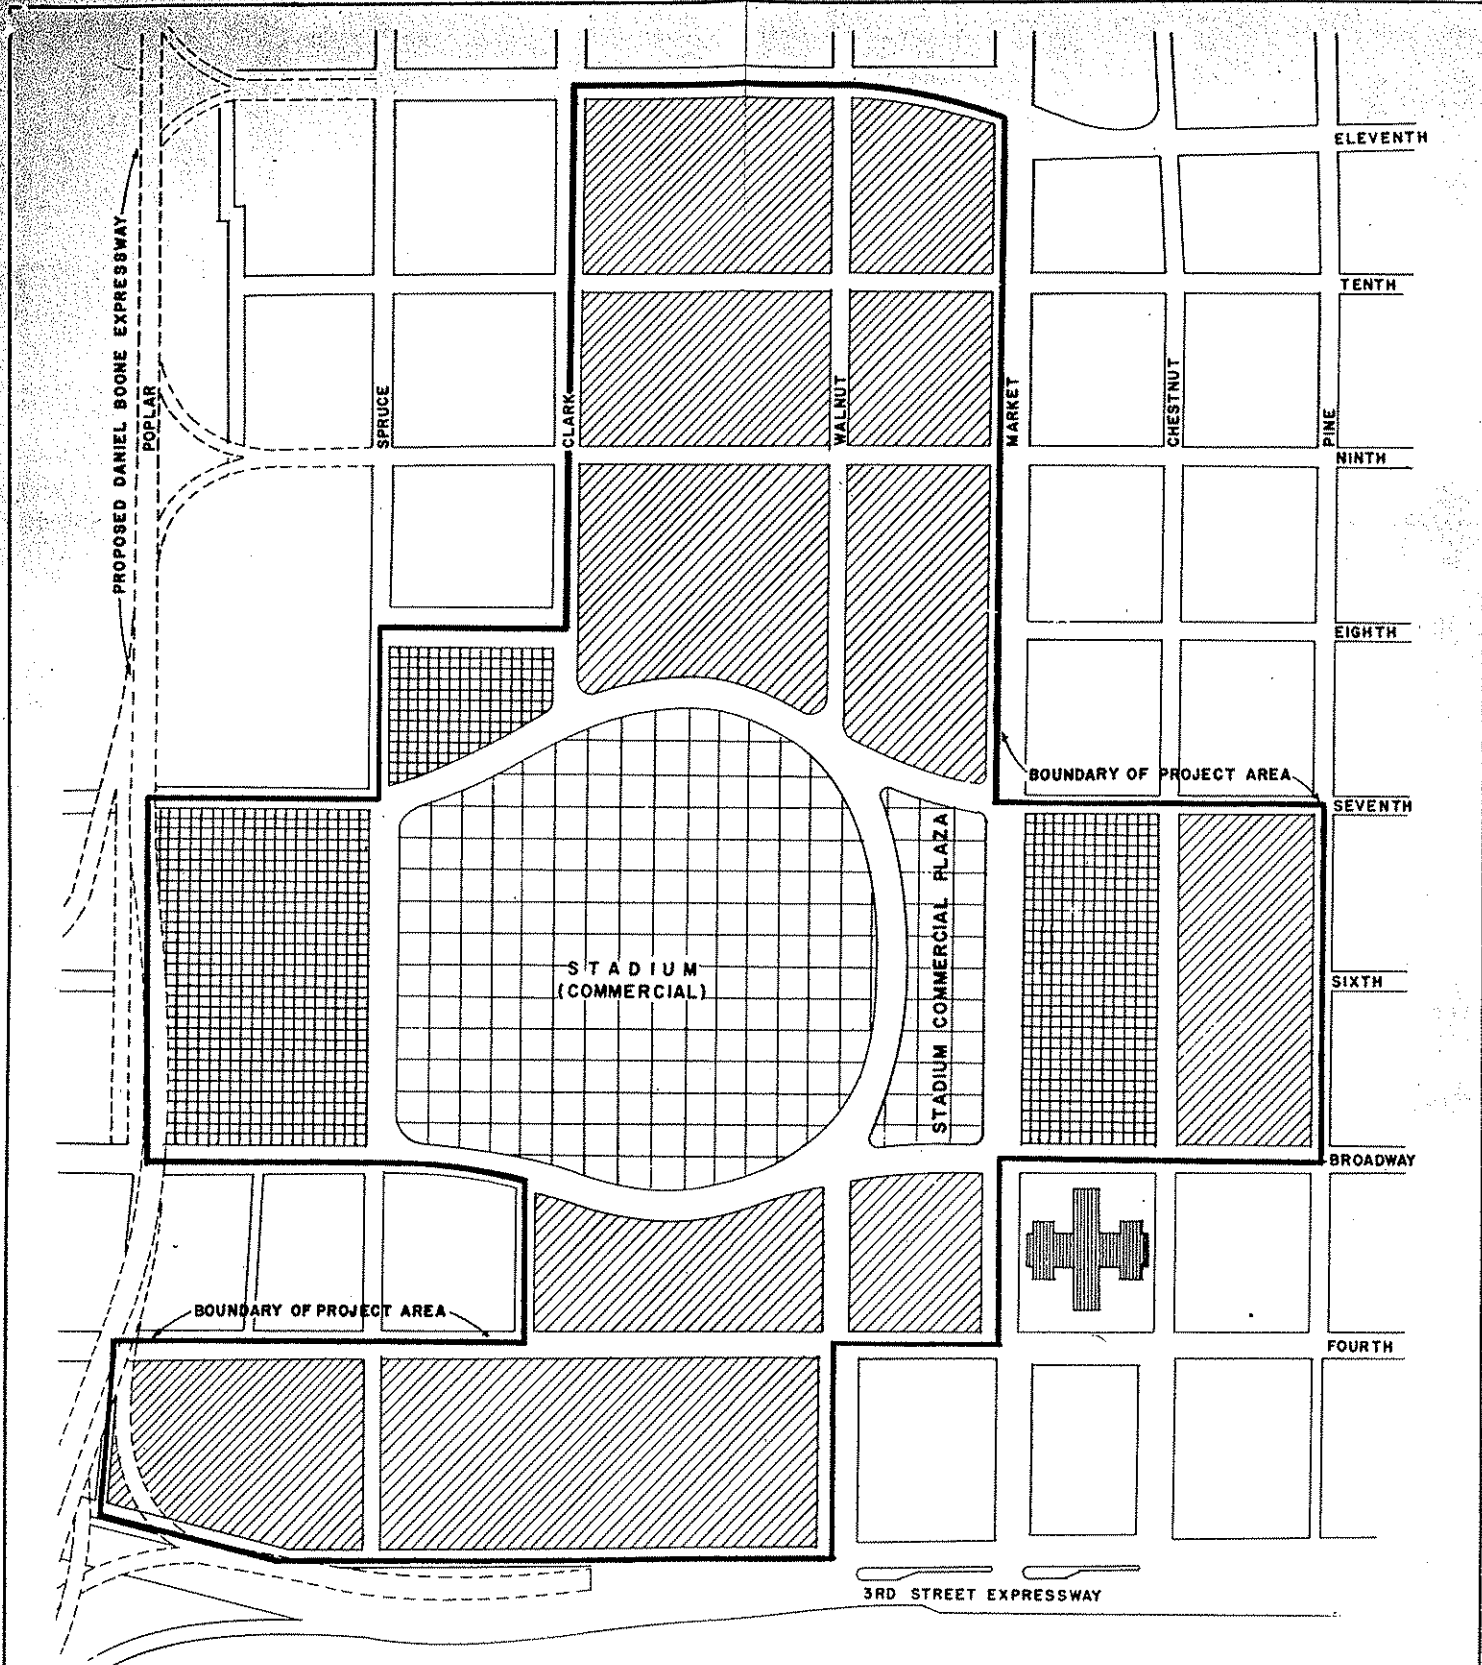 ELEVENTH
TENTH
PROPOSED DANIEL BOONE EXPRESSWAY
POPLAR
SPRUCE
CLARK
WALNUT
MARKET
CHESTNUT
PINE
NINTH
EIGHTH
BOUNDARY OF PROJECT AREA
SEVENTH
STADIUM
(COMMERCIAL)
STADIUM COMMERCIAL PLAZA
SIXTH
BROADWAY
BOUNDARY OF PROJECT AREA
FOURTH
3RD STREET EXPRESSWAY